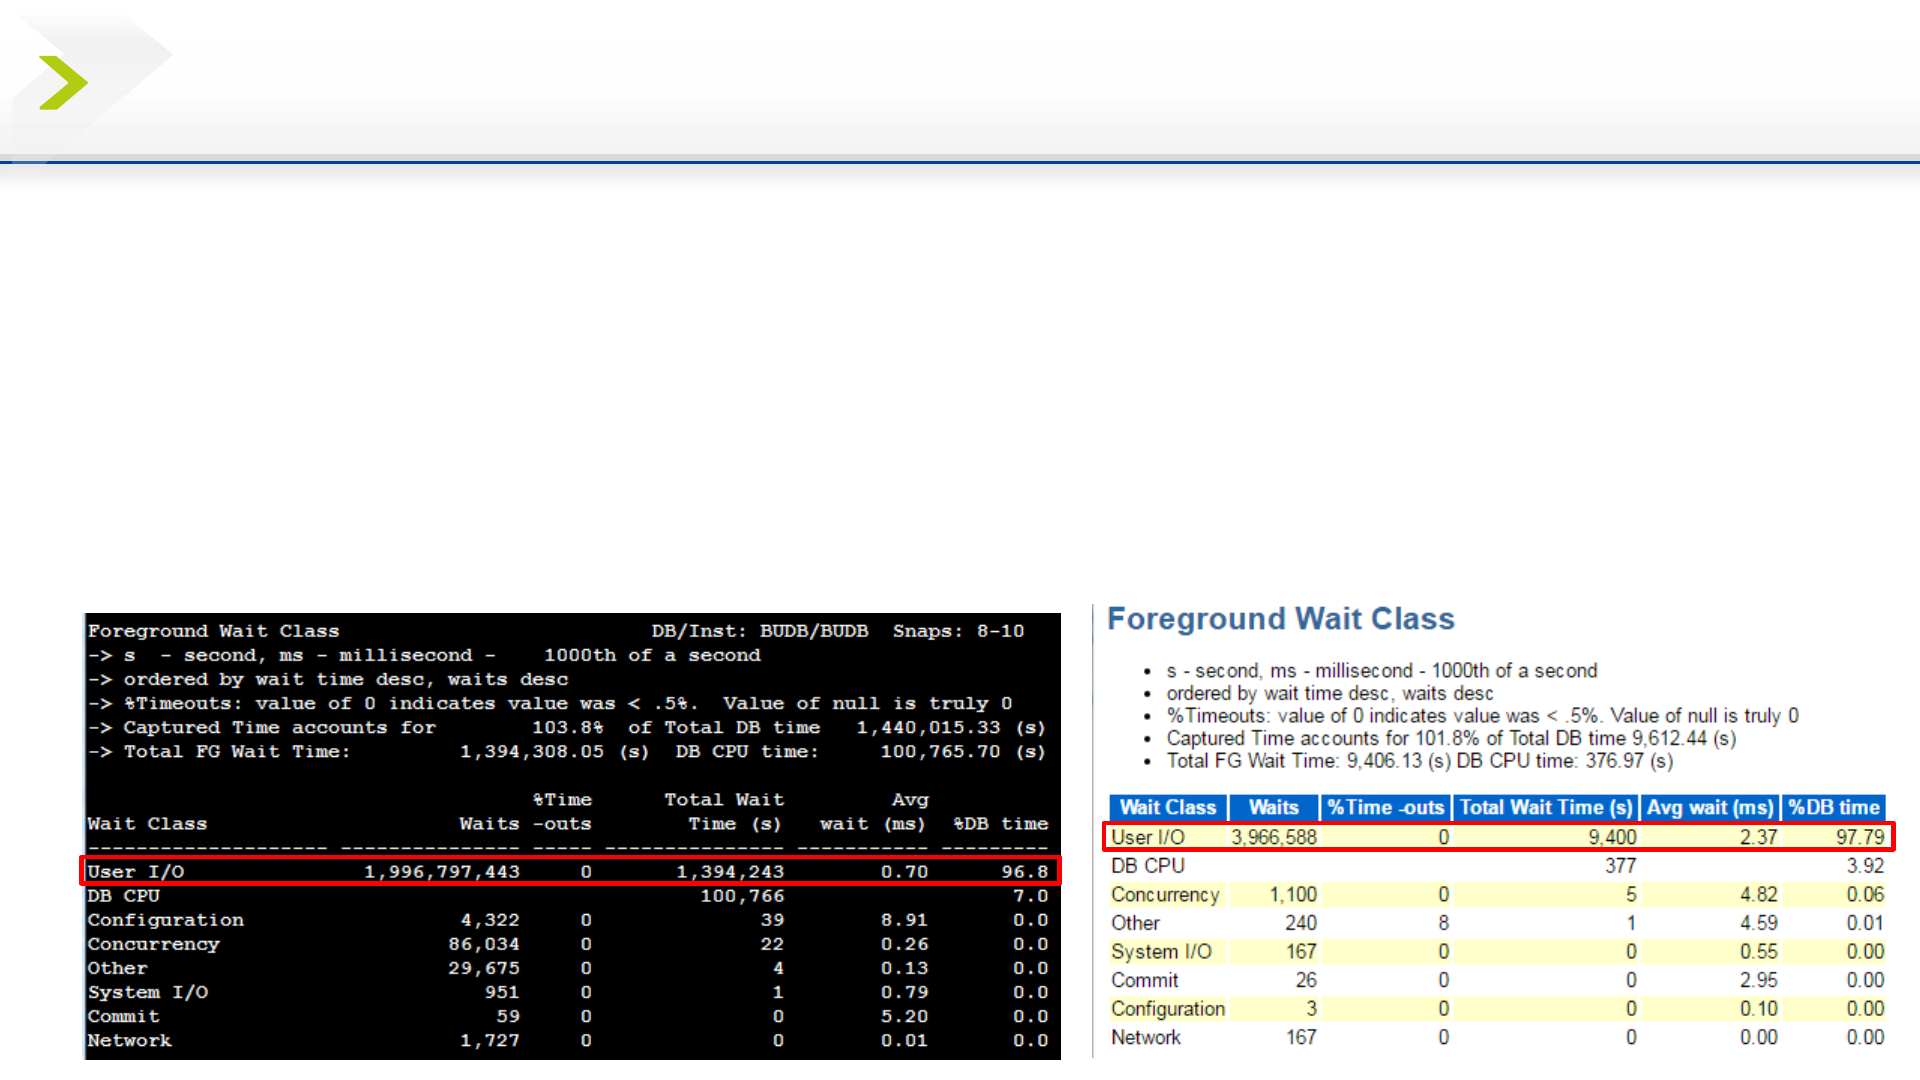 Foreground Wait Class DB/Inst: BUDB/BUDB Snaps: 8-10
-> s - second, ms - millisecond - 1000th of a second
-> ordered by wait time desc, waits desc
-> %Timeouts: value of 0 indicates value was < .5%. Value of null is truly 0
-> Captured Time accounts for 103.8% of Total DB time 1,440,015.33 (s)
-> Total FG Wait Time: 1,394,308.05 (s) DB CPU time: 100,765.70 (s)
%Time Total Wait Avg
Wait Class Waits -outs Time (s) wait (ms) %DB time
-------------------- --------------- ----- --------------- ----------- ---------
User I/O 1,996,797,443 0 1,394,243 0.70 96.8
DB CPU 100,766 7.0
Configuration 4,322 0 39 8.91 0.0
Concurrency 86,034 0 22 0.26 0.0
Other 29,675 0 4 0.13 0.0
System I/O 951 0 1 0.79 0.0
Commit 59 0 0 5.20 0.0
Network 1,727 0 0 0.01 0.0
Foreground Wait Class
• s - second, ms - millisecond - 1000th of a second
• ordered by wait time desc, waits desc
• %Timeouts: value of 0 indicates value was < .5%. Value of null is truly 0
• Captured Time accounts for 101.8% of Total DB time 9,612.44 (s)
• Total FG Wait Time: 9,406.13 (s) DB CPU time: 376.97 (s)
Wait Class Waits %Time -outs Total Wait Time (s) Avg wait (ms) %DB time
User I/O 3,966,588 0 9,400 2.37 97.79
DB CPU 377 3.92
Concurrency 1,100 0 5 4.82 0.06
Other 240 8 1 4.59 0.01
System I/O 167 0 0 0.55 0.00
Commit 26 0 0 2.95 0.00
Configuration 3 0 0 0.10 0.00
Network 167 0 0 0.00 0.00